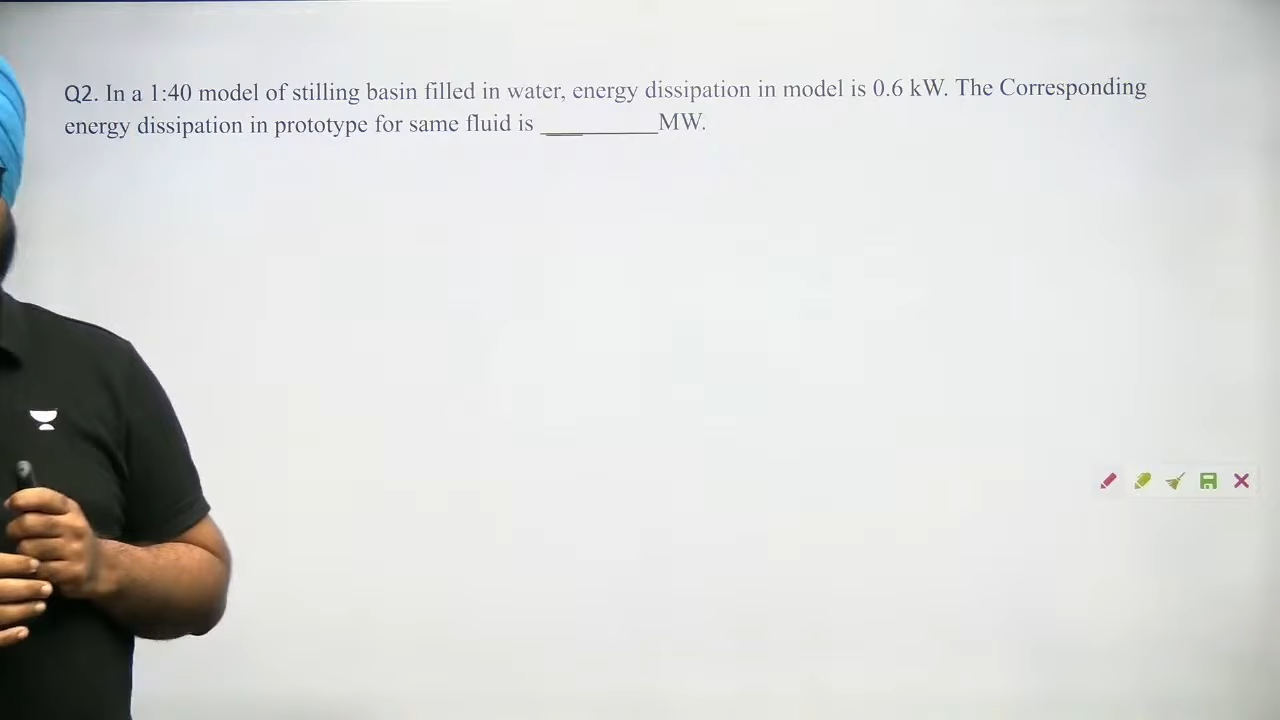 Q2. In a 1:40 model of stilling basin filled in water, energy dissipation in model is 0.6 kW. The Corresponding
energy dissipation in prototype for same fluid is __________MW.